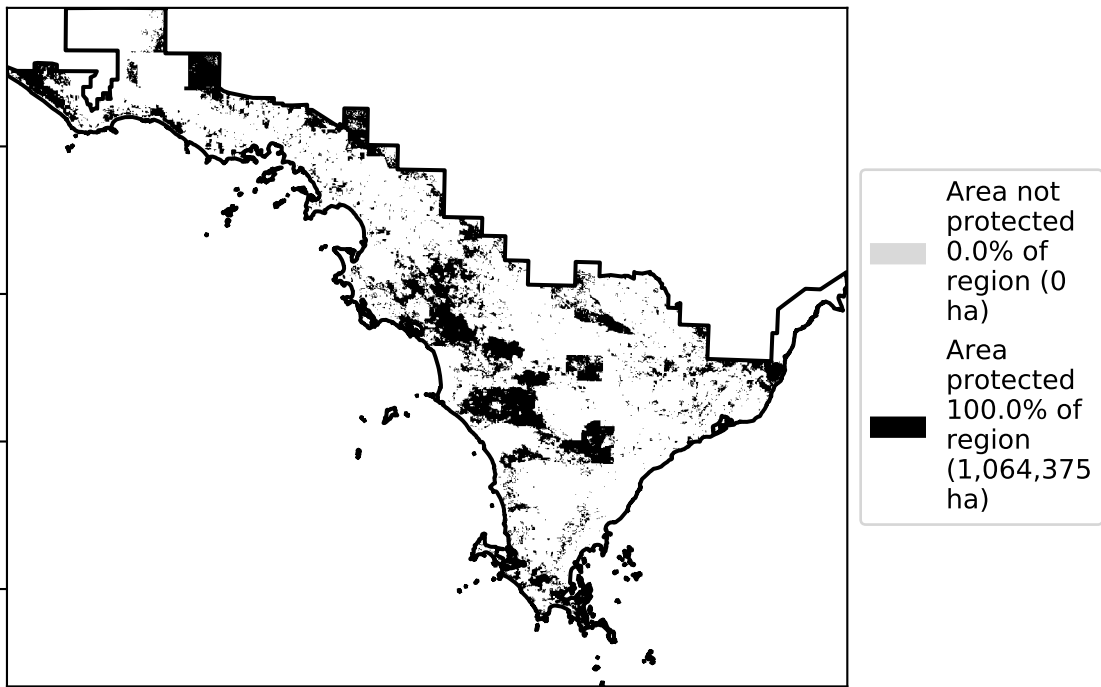 Area not
protected
0.0% of
region (0
ha)
Area
protected
100.0% of
region
(1,064,375
ha)